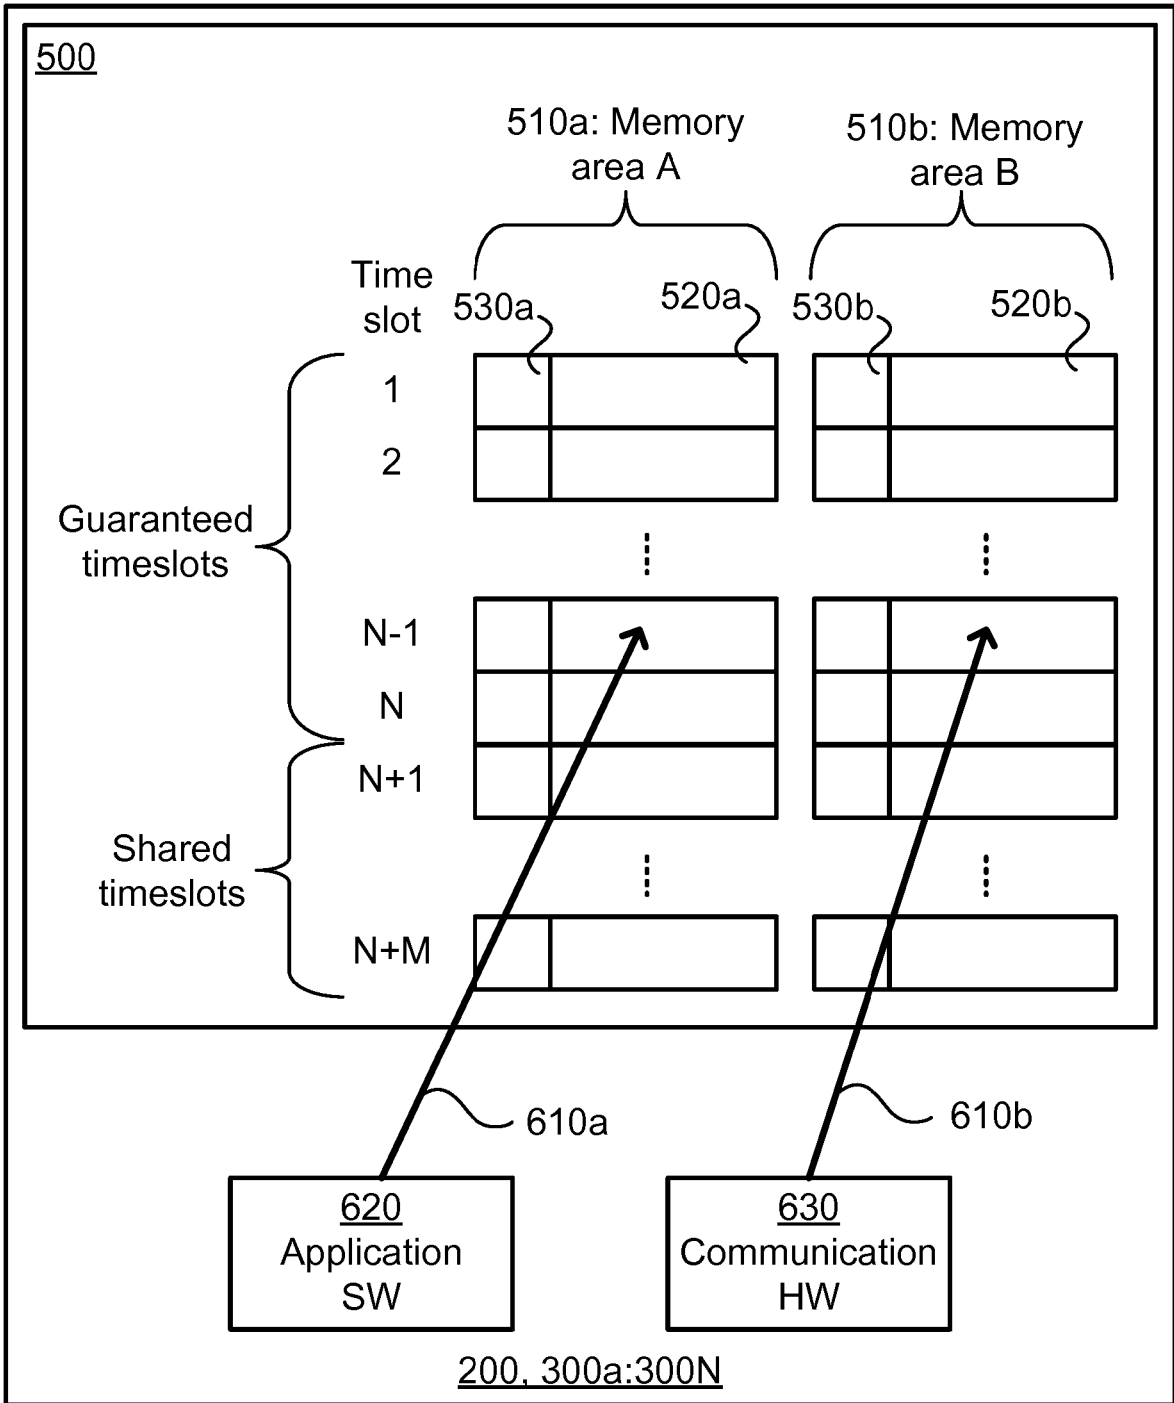 500
510a: Memory
area A
510b: Memory
area B
Time
slot
530a
520a
530b
520b
1
2
Guaranteed
timeslots
N-1
N
N+1
Shared
timeslots
N+M
610a
610b
620
Application
SW
630
Communication
HW
200, 300a:300N